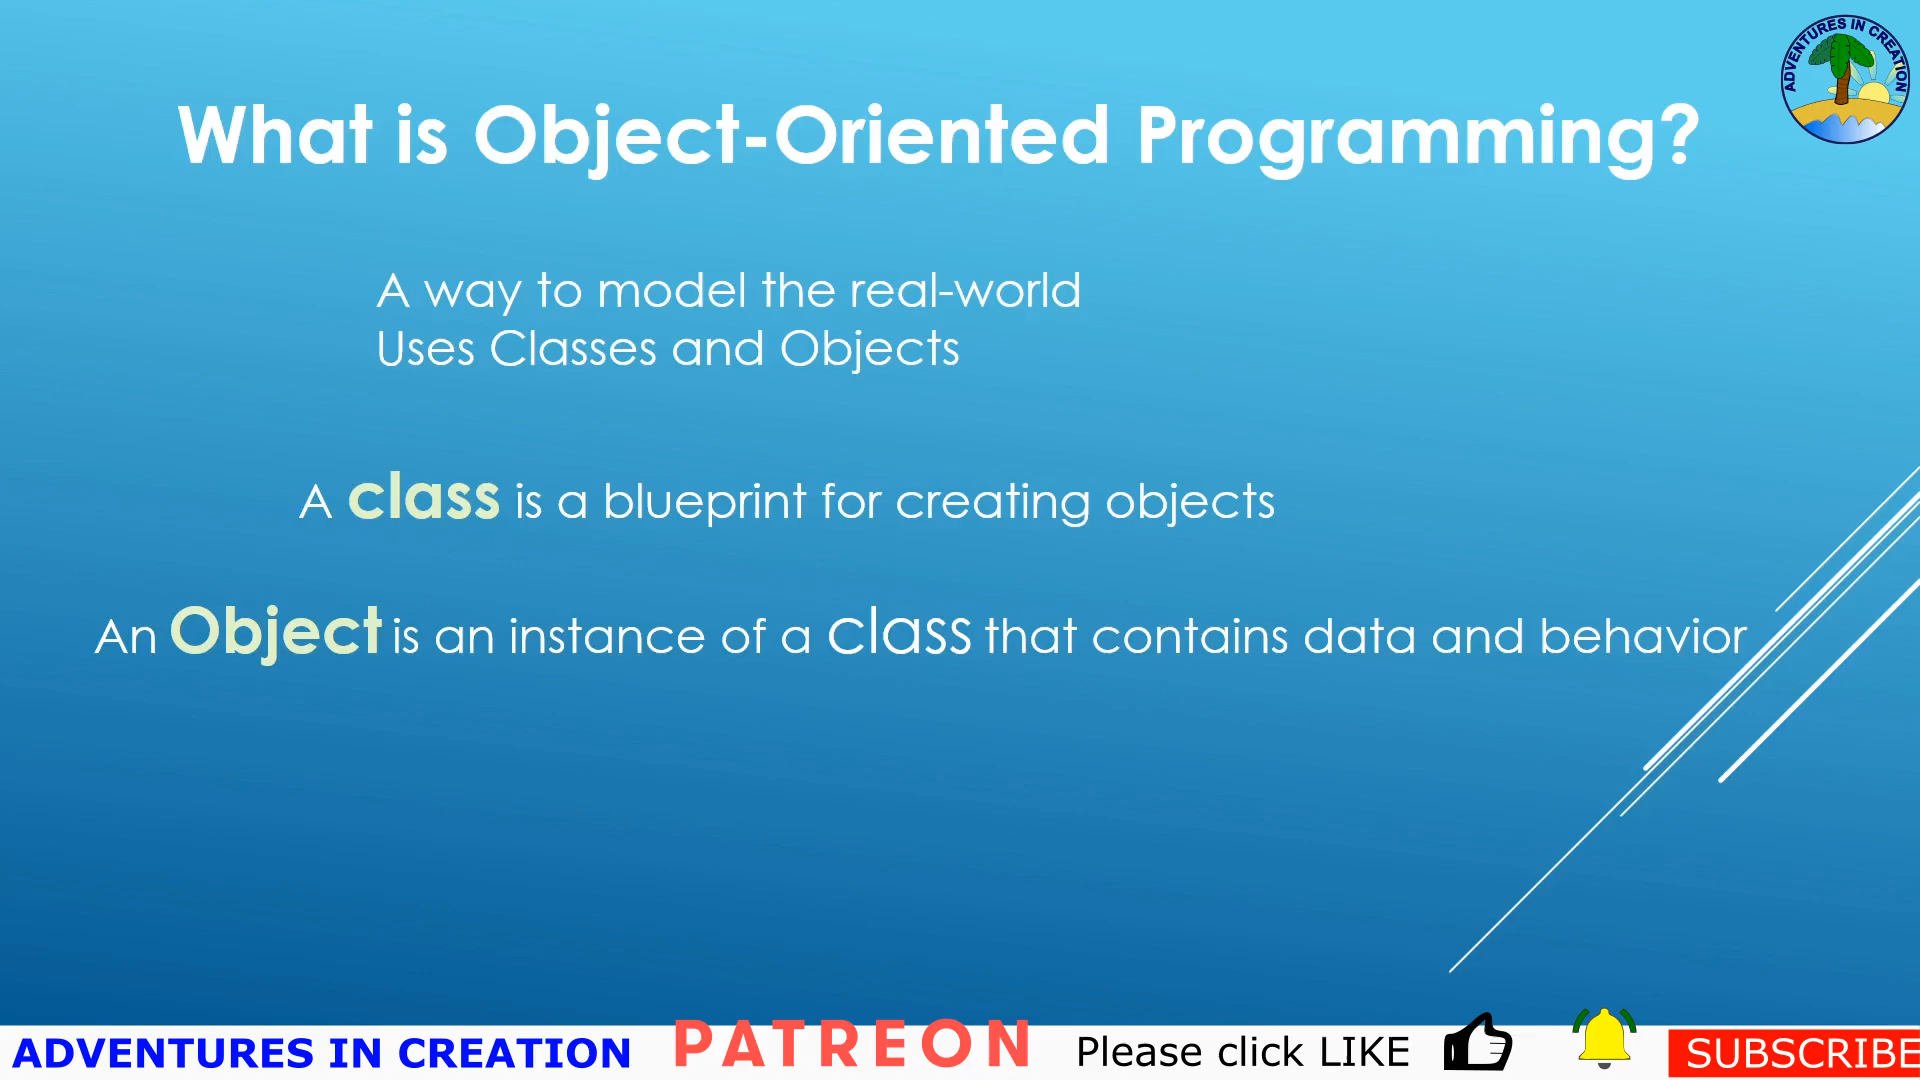 ADVENTURES IN CREATION
What is Object-Oriented Programming?
A way to model the real-world
Uses Classes and Objects
A class is a blueprint for creating objects
An Object is an instance of a class that contains data and behavior
ADVENTURES IN CREATION PATREON Please click LIKE SUBSCRIBE